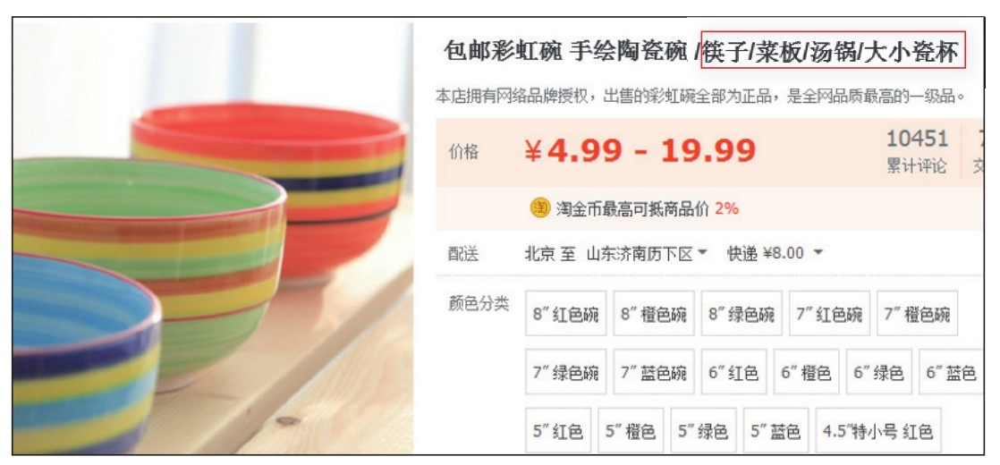 包邮彩虹碗 手绘陶瓷碗 /筷子/菜板/汤锅/大小瓷杯
本店拥有网络品牌授权，出售的彩虹碗全部为正品，是全网品质最高的一级品。
价格 ¥4.99 - 19.99 10451
累计评论 交
淘 淘金币最高可抵商品价 2%
配送 北京 至 山东济南历下区 快递 ¥8.00
颜色分类 8″红色碗 8″橙色碗 8″绿色碗 7″红色碗 7″橙色碗
7″绿色碗 7″蓝色碗 6″红色 6″橙色 6″绿色 6″蓝色
5″红色 5″橙色 5″绿色 5″蓝色 4.5″特小号 红色